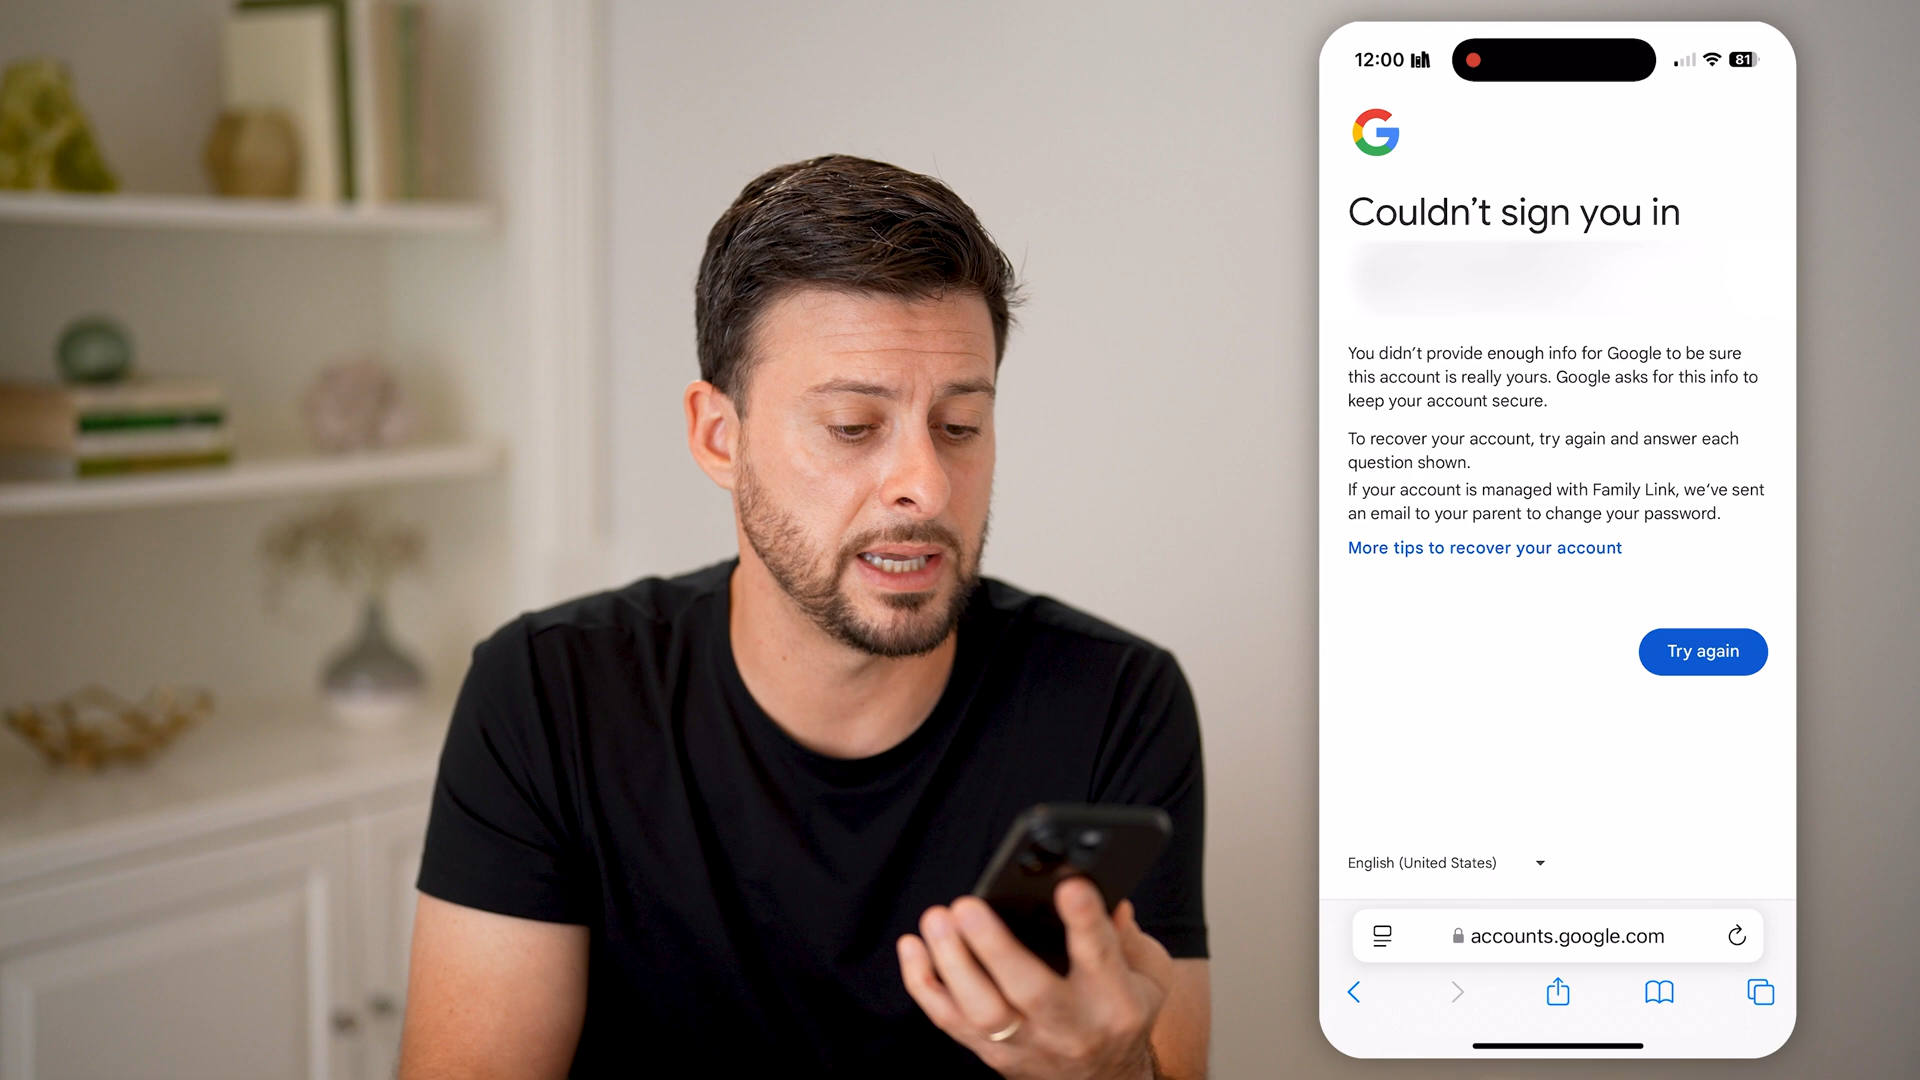 12:00
81
Couldn’t sign you in
You didn’t provide enough info for Google to be sure
this account is really yours. Google asks for this info to
keep your account secure.
To recover your account, try again and answer each
question shown.
If your account is managed with Family Link, we’ve sent
an email to your parent to change your password.
More tips to recover your account
Try again
English (United States)
accounts.google.com